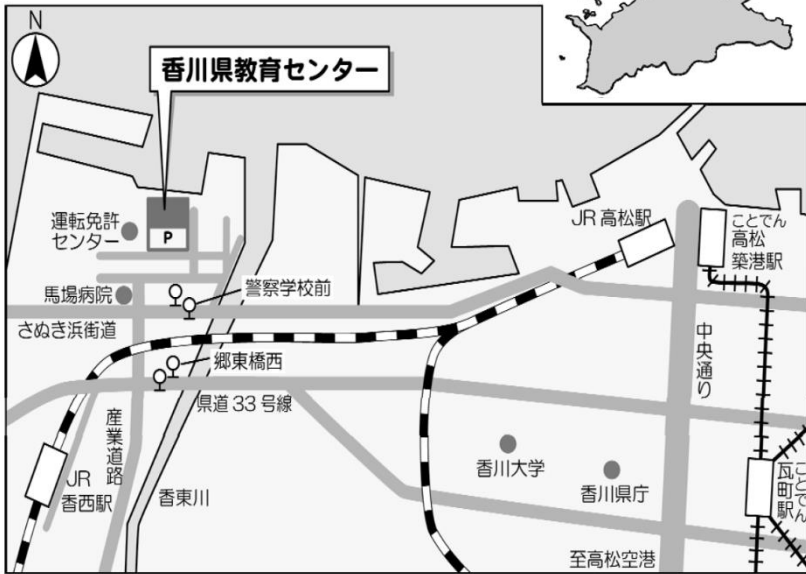 N
香川県教育センター
運転免許
センター
P
JR 高松駅
ことでん
高松
築港駅
馬場病院
警察学校前
さぬき浜街道
中央通り
郷東橋西
県道33号線
産業道路
JR
香西駅
香東川
香川大学
香川県庁
ことでん
瓦町駅
至高松空港